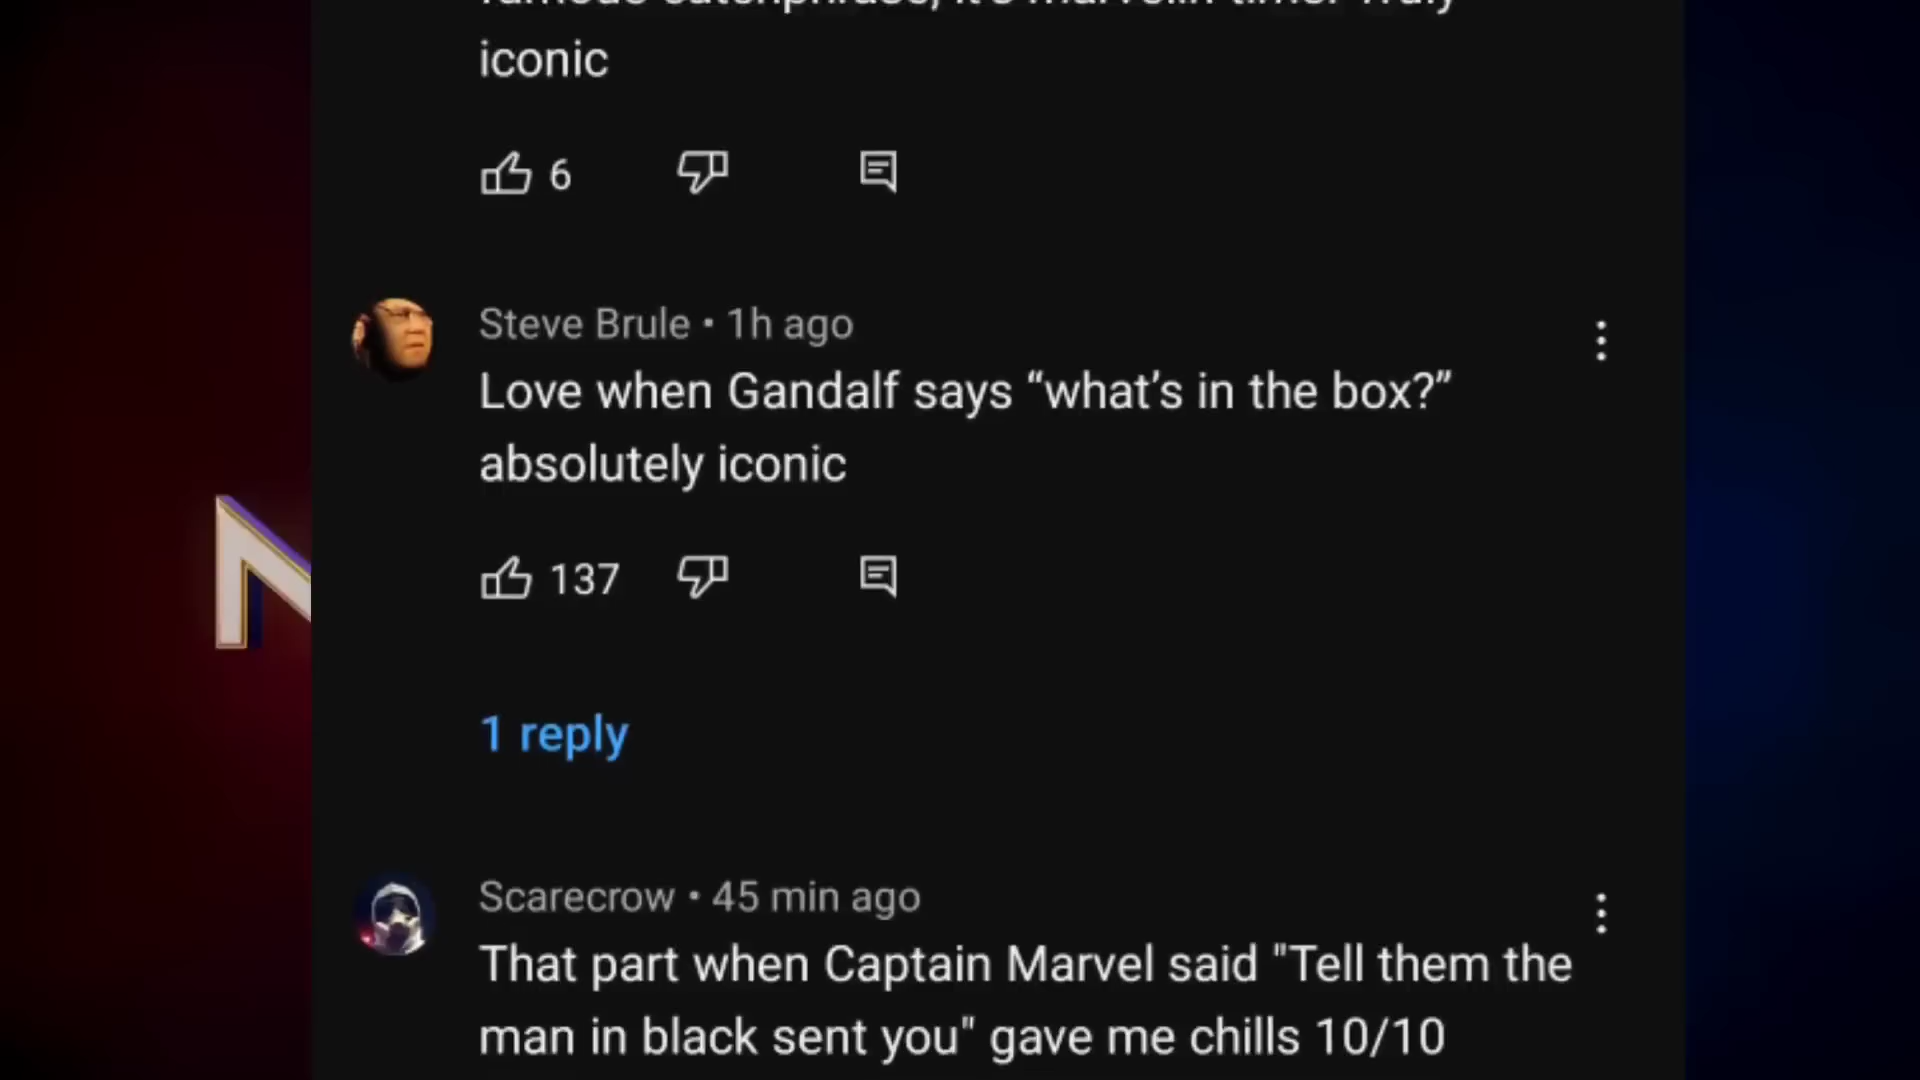 iconic
6
Steve Brule • 1h ago
Love when Gandalf says “what’s in the box?”
absolutely iconic
137
1 reply
Scarecrow • 45 min ago
That part when Captain Marvel said "Tell them the
man in black sent you" gave me chills 10/10